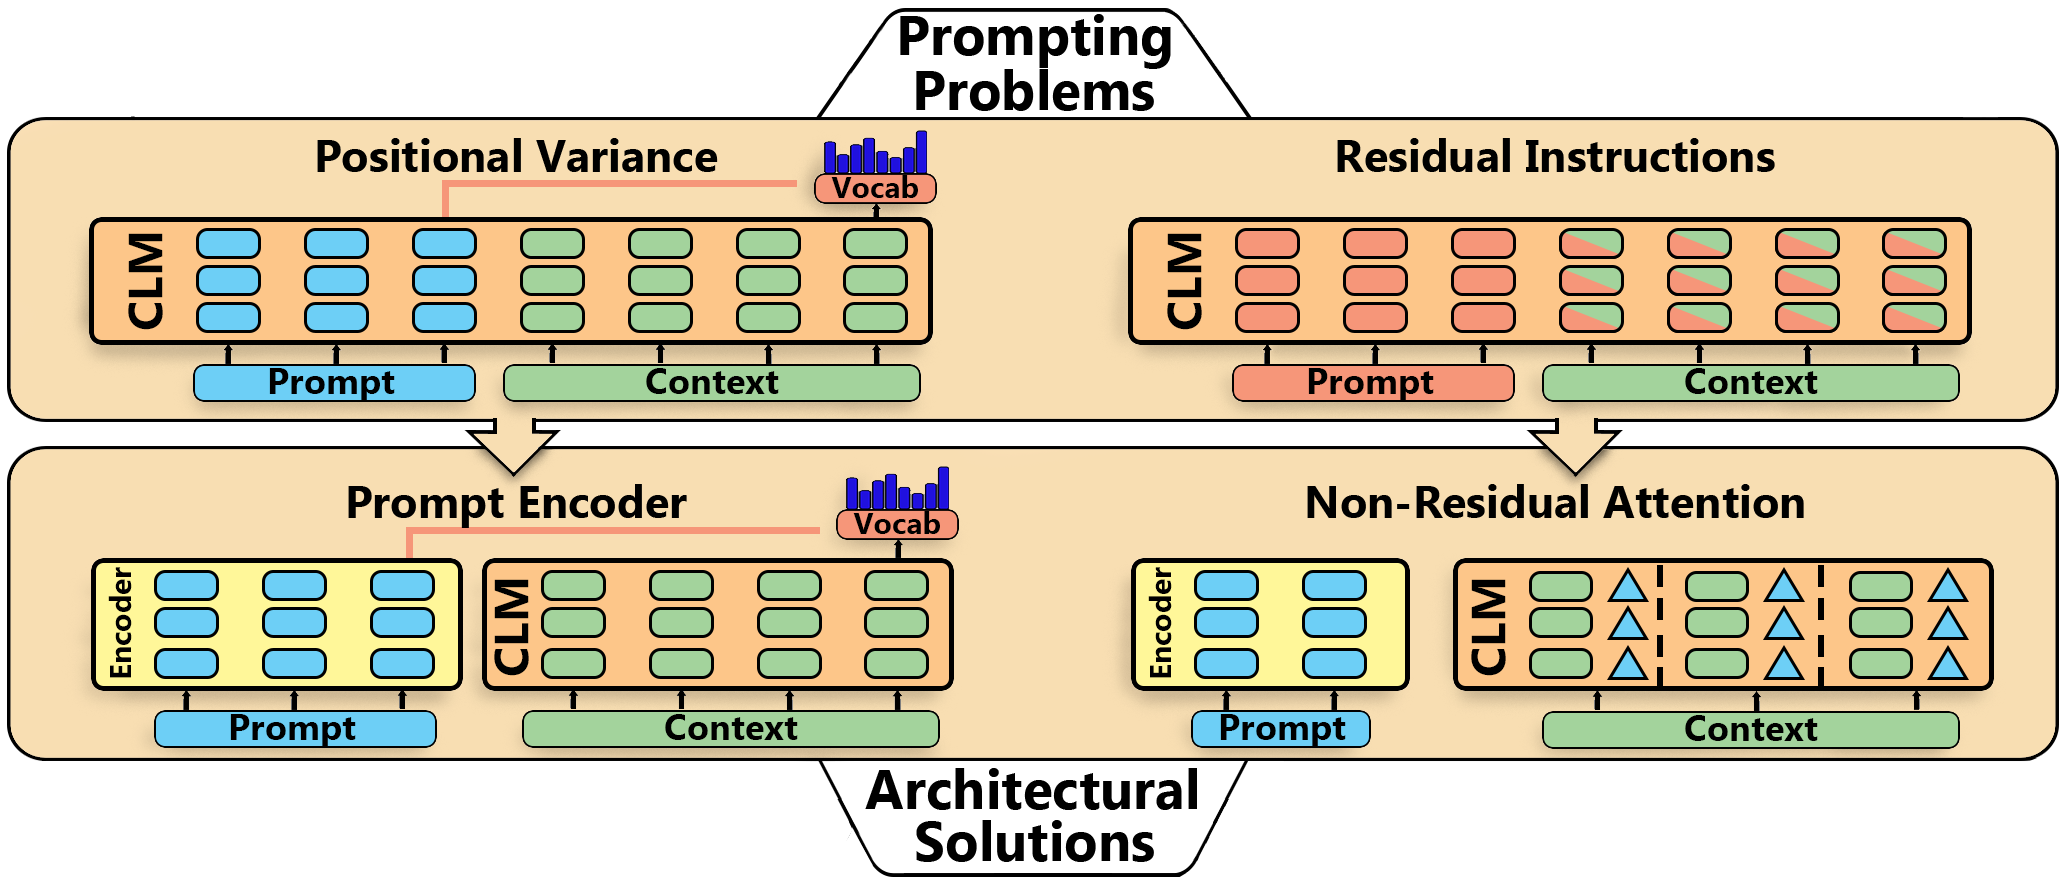 Prompting
Problems
Positional Variance
Vocab
CLM
Prompt
Context
Residual Instructions
CLM
Prompt
Context
Prompt Encoder
Vocab
Encoder
CLM
Prompt
Context
Non-Residual Attention
Encoder
CLM
Prompt
Context
Architectural
Solutions